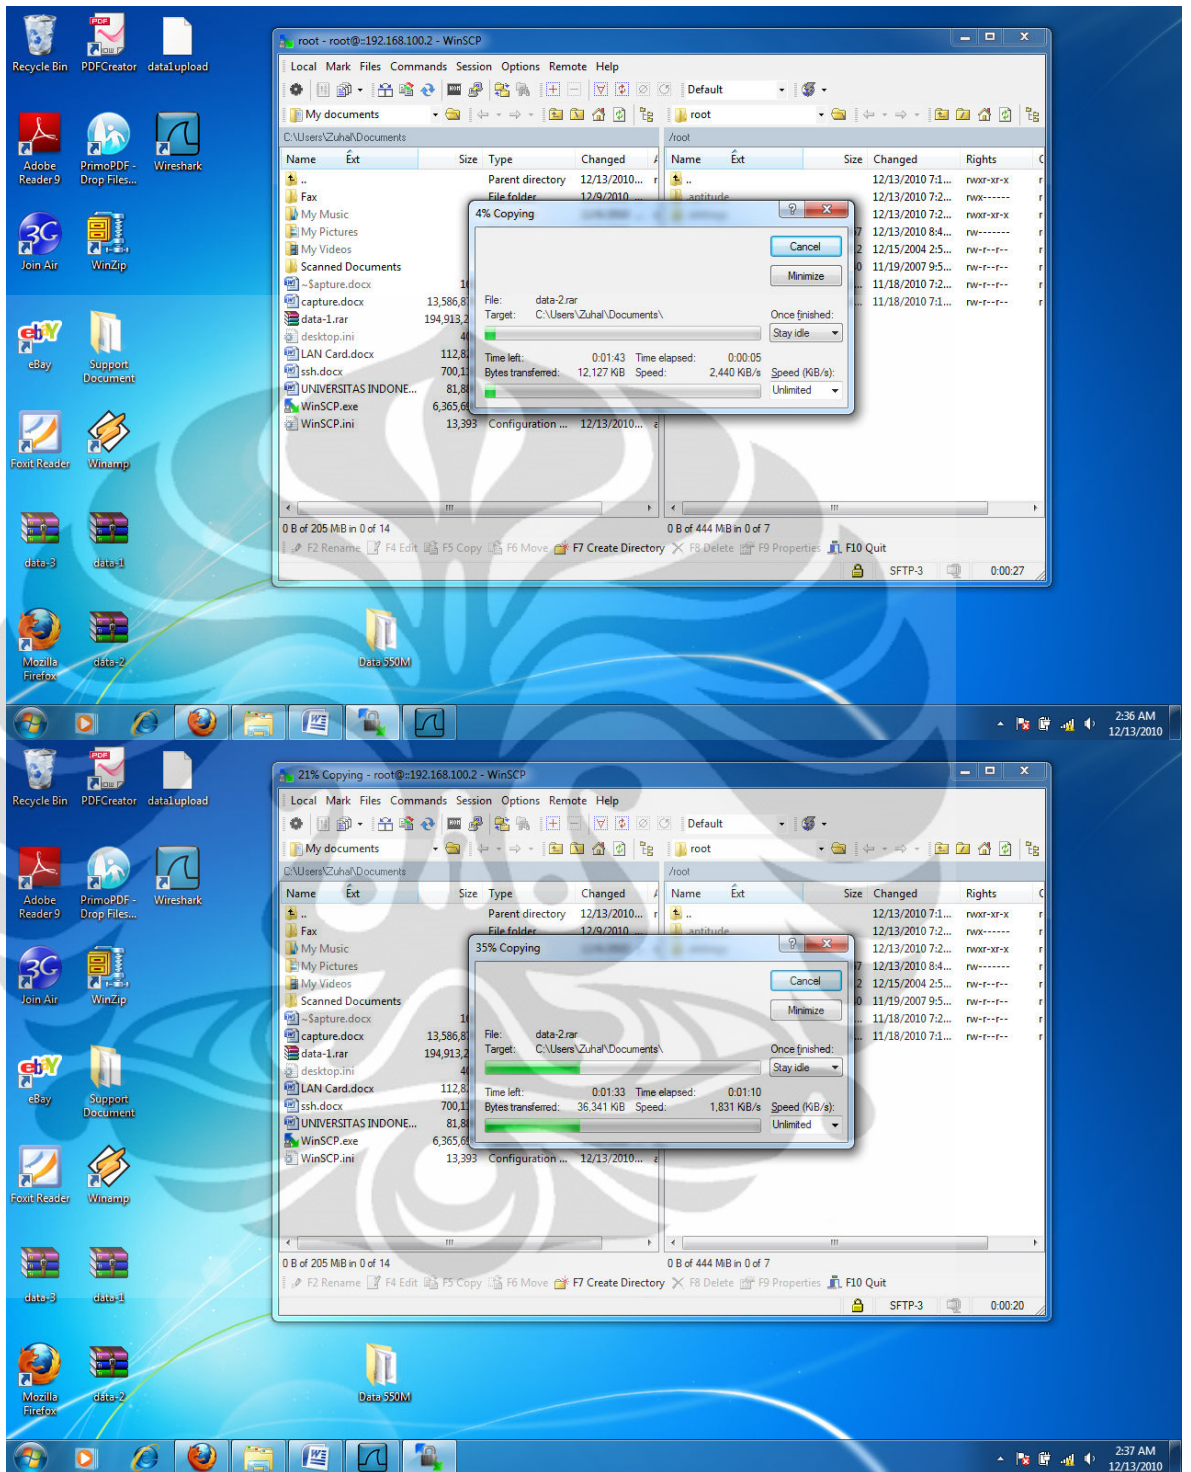 Recycle Bin
PDFCreator
data1upload
Adobe Reader 9
PrimoPDF - Drop Files...
Wireshark
Join Air
WinZip
eBay
Support Document
Foxit Reader
Winamp
data-3
data-1
Mozilla Firefox
data-2
Data 550M
root - root@::192.168.100.2 - WinSCP
Local Mark Files Commands Session Options Remote Help
Default
My documents
root
C:\Users\Zuhal\Documents
/root
Name Ext Size Type Changed
Name Ext Size Changed Rights
.. Parent directory 12/13/2010...
.. 12/13/2010 7:1... rwxr-xr-x
Fax File folder 12/9/2010 ...
aptitude 12/13/2010 7:2... rwx------
My Music
12/13/2010 7:2... rwxr-xr-x
My Pictures
12/13/2010 8:4... rw-------
My Videos
12/15/2004 2:5... rw-r--r--
Scanned Documents
11/19/2007 9:5... rw-r--r--
~$apture.docx
11/18/2010 7:2... rw-r--r--
capture.docx 13,586,8
11/18/2010 7:1... rw-r--r--
data-1.rar 194,913,2
desktop.ini
LAN Card.docx 112,8
ssh.docx 700,1
UNIVERSITAS INDONE... 81,8
WinSCP.exe 6,365,6
WinSCP.ini 13,393 Configuration ... 12/13/2010...
4% Copying
Cancel
Minimize
File: data-2.rar
Target: C:\Users\Zuhal\Documents\
Once finished:
Stay idle
Time left: 0:01:43 Time elapsed: 0:00:05
Bytes transferred: 12,127 KiB Speed: 2,440 KiB/s
Speed (KiB/s):
Unlimited
0 B of 205 MiB in 0 of 14
0 B of 444 MiB in 0 of 7
F2 Rename F4 Edit F5 Copy F6 Move F7 Create Directory F8 Delete F9 Properties F10 Quit
SFTP-3 0:00:27
2:36 AM
12/13/2010
Recycle Bin
PDFCreator
data1upload
Adobe Reader 9
PrimoPDF - Drop Files...
Wireshark
Join Air
WinZip
eBay
Support Document
Foxit Reader
Winamp
data-3
data-1
Mozilla Firefox
data-2
Data 550M
21% Copying - root@::192.168.100.2 - WinSCP
Local Mark Files Commands Session Options Remote Help
Default
My documents
root
C:\Users\Zuhal\Documents
/root
Name Ext Size Type Changed
Name Ext Size Changed Rights
.. Parent directory 12/13/2010...
.. 12/13/2010 7:1... rwxr-xr-x
Fax File folder 12/9/2010 ...
aptitude 12/13/2010 7:2... rwx------
My Music
12/13/2010 7:2... rwxr-xr-x
My Pictures
12/13/2010 8:4... rw-------
My Videos
12/15/2004 2:5... rw-r--r--
Scanned Documents
11/19/2007 9:5... rw-r--r--
~$apture.docx
11/18/2010 7:2... rw-r--r--
capture.docx 13,586,8
11/18/2010 7:1... rw-r--r--
data-1.rar 194,913,2
desktop.ini
LAN Card.docx 112,8
ssh.docx 700,1
UNIVERSITAS INDONE... 81,8
WinSCP.exe 6,365,6
WinSCP.ini 13,393 Configuration ... 12/13/2010...
35% Copying
Cancel
Minimize
File: data-2.rar
Target: C:\Users\Zuhal\Documents\
Once finished:
Stay idle
Time left: 0:01:33 Time elapsed: 0:01:10
Bytes transferred: 36,341 KiB Speed: 1,831 KiB/s
Speed (KiB/s):
Unlimited
0 B of 205 MiB in 0 of 14
0 B of 444 MiB in 0 of 7
F2 Rename F4 Edit F5 Copy F6 Move F7 Create Directory F8 Delete F9 Properties F10 Quit
SFTP-3 0:00:20
2:37 AM
12/13/2010